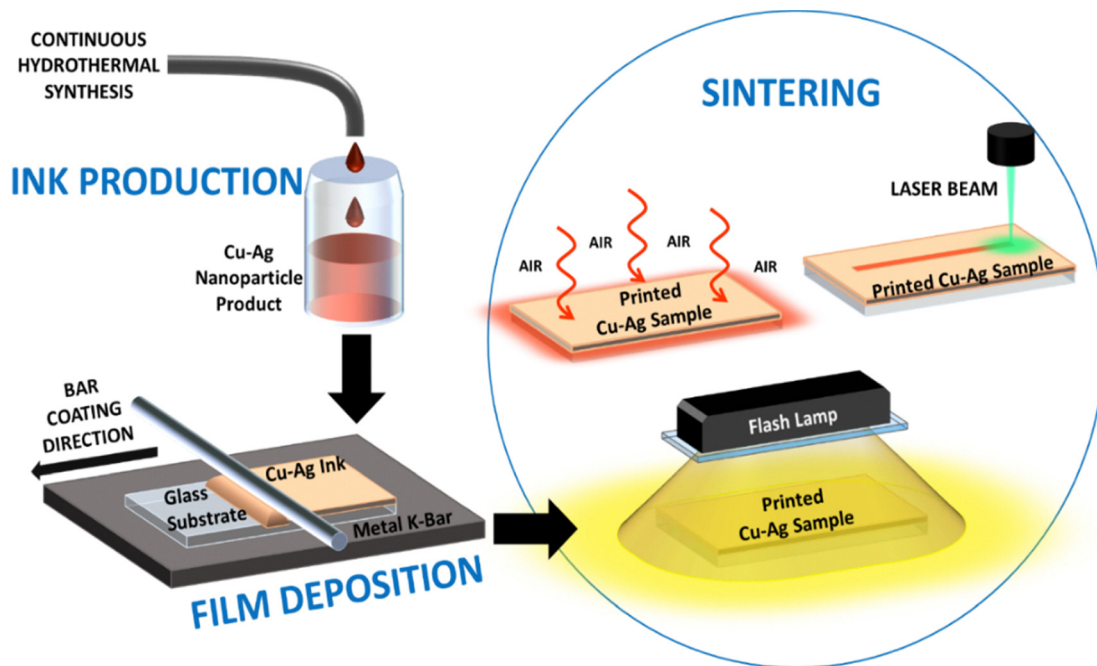 CONTINUOUS
HYDROTHERMAL
SYNTHESIS
INK PRODUCTION
Cu-Ag
Nanoparticle
Product
BAR
COATING
DIRECTION
Cu-Ag Ink
Glass
Substrate
Metal K-Bar
FILM DEPOSITION
SINTERING
LASER BEAM
Printed Cu-Ag Sample
AIR
AIR
AIR
AIR
Printed
Cu-Ag Sample
Flash Lamp
Printed
Cu-Ag Sample